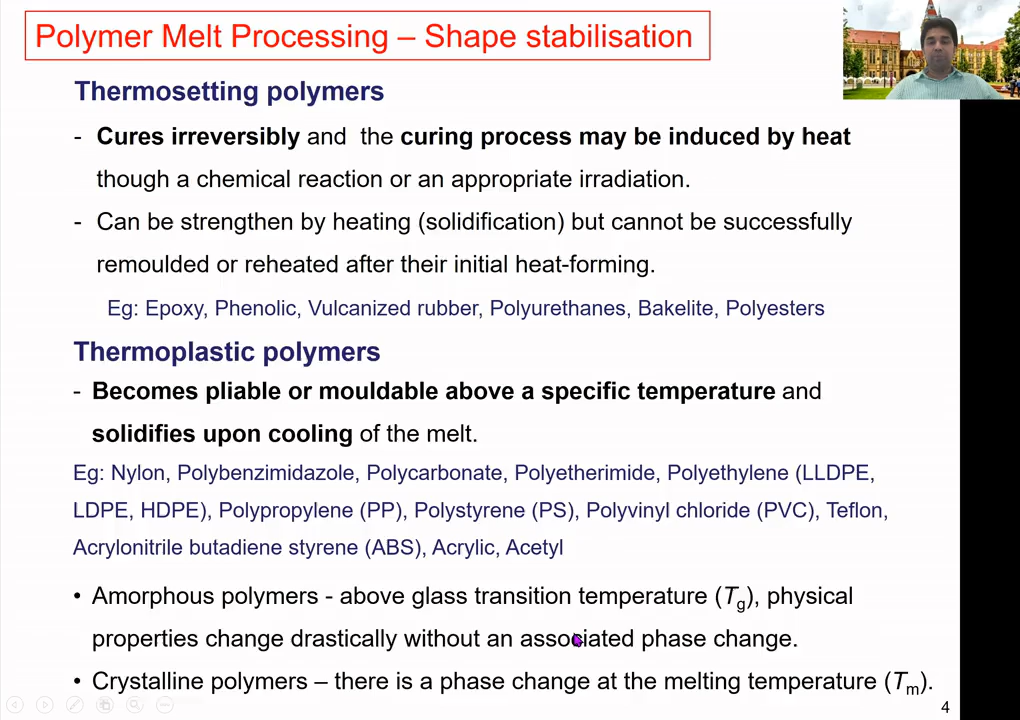 Polymer Melt Processing – Shape stabilisation
Thermosetting polymers
- Cures irreversibly and the curing process may be induced by heat
though a chemical reaction or an appropriate irradiation.
- Can be strengthen by heating (solidification) but cannot be successfully
remoulded or reheated after their initial heat-forming.
Eg: Epoxy, Phenolic, Vulcanized rubber, Polyurethanes, Bakelite, Polyesters
Thermoplastic polymers
- Becomes pliable or mouldable above a specific temperature and
solidifies upon cooling of the melt.
Eg: Nylon, Polybenzimidazole, Polycarbonate, Polyetherimide, Polyethylene (LLDPE,
LDPE, HDPE), Polypropylene (PP), Polystyrene (PS), Polyvinyl chloride (PVC), Teflon,
Acrylonitrile butadiene styrene (ABS), Acrylic, Acetyl
• Amorphous polymers - above glass transition temperature (Tg), physical
properties change drastically without an associated phase change.
• Crystalline polymers – there is a phase change at the melting temperature (Tm).
4